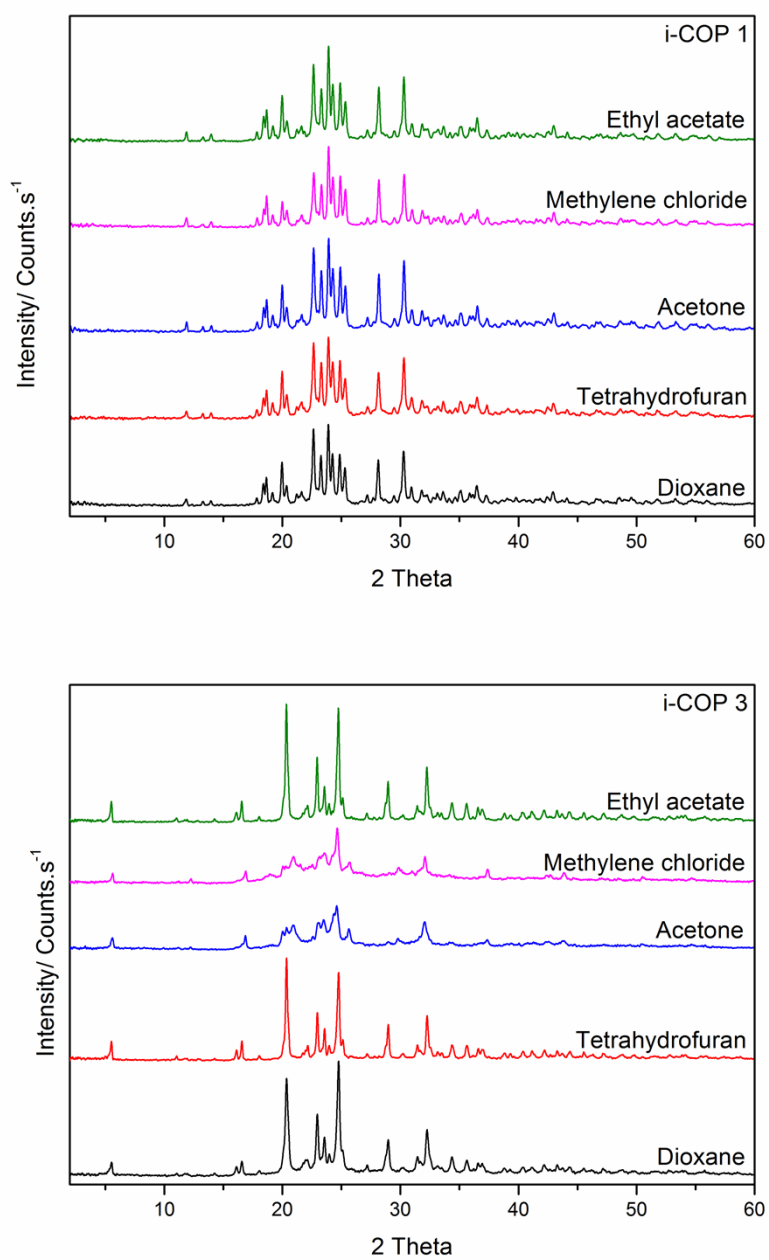 i-COP 1
Ethyl acetate
Methylene chloride
Acetone
Tetrahydrofuran
Dioxane
Intensity/ Counts.s⁻¹
10 20 30 40 50 60
2 Theta
i-COP 3
Ethyl acetate
Methylene chloride
Acetone
Tetrahydrofuran
Dioxane
Intensity/ Counts.s⁻¹
10 20 30 40 50 60
2 Theta